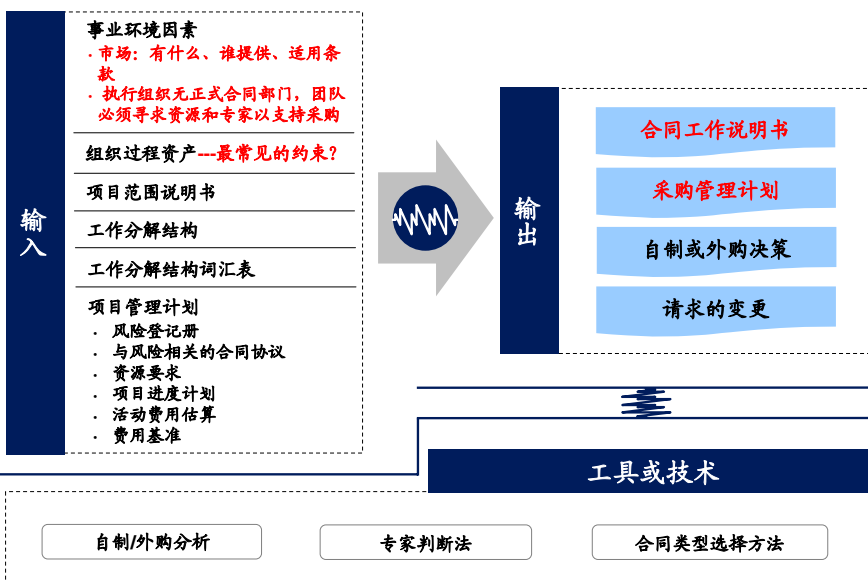 输入
事业环境因素
· 市场：有什么、谁提供、适用条
款
· 执行组织无正式合同部门，团队
必须寻求资源和专家以支持采购
组织过程资产---最常见的约束？
项目范围说明书
工作分解结构
工作分解结构词汇表
项目管理计划
· 风险登记册
· 与风险相关的合同协议
· 资源要求
· 项目进度计划
· 活动费用估算
· 费用基准
输出
合同工作说明书
采购管理计划
自制或外购决策
请求的变更
工具或技术
自制/外购分析
专家判断法
合同类型选择方法